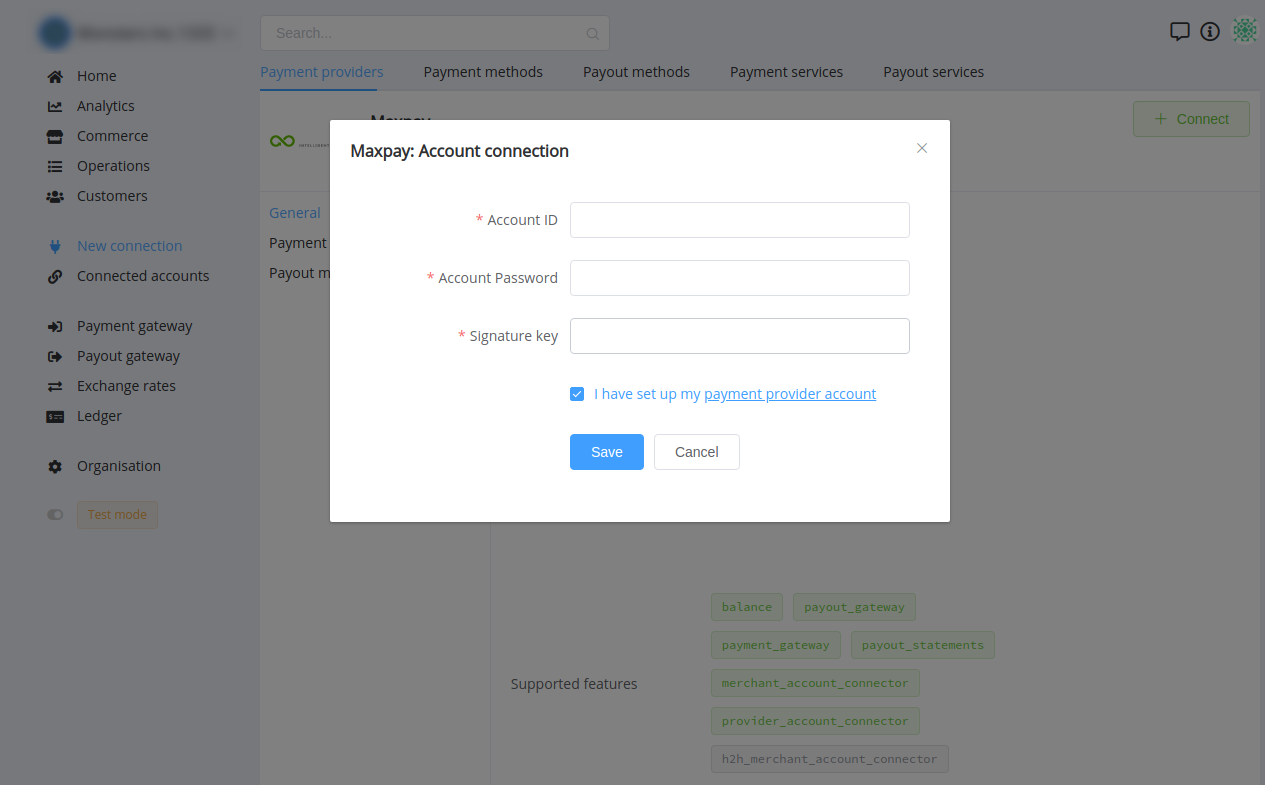 Search...
Home
Analytics
Commerce
Operations
Customers
New connection
Connected accounts
Payment gateway
Payout gateway
Exchange rates
Ledger
Organisation
Test mode
Payment providers Payment methods Payout methods Payment services Payout services
Maxpay
+ Connect
General
Payment
Payout m
Maxpay: Account connection
* Account ID
* Account Password
* Signature key
I have set up my payment provider account
Save Cancel
Supported features
balance payout_gateway
payment_gateway payout_statements
merchant_account_connector
provider_account_connector
h2h_merchant_account_connector